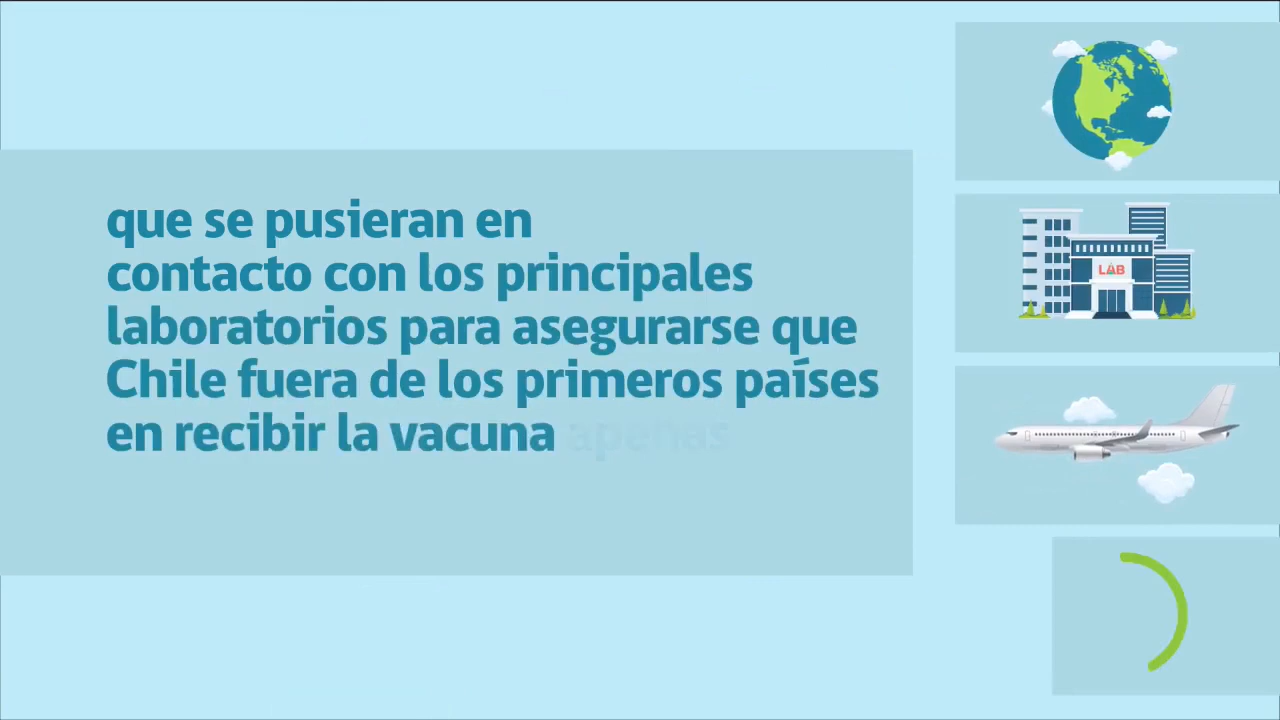 que se pusieran en
contacto con los principales
laboratorios para asegurarse que
Chile fuera de los primeros países
en recibir la vacuna apenas
LAB